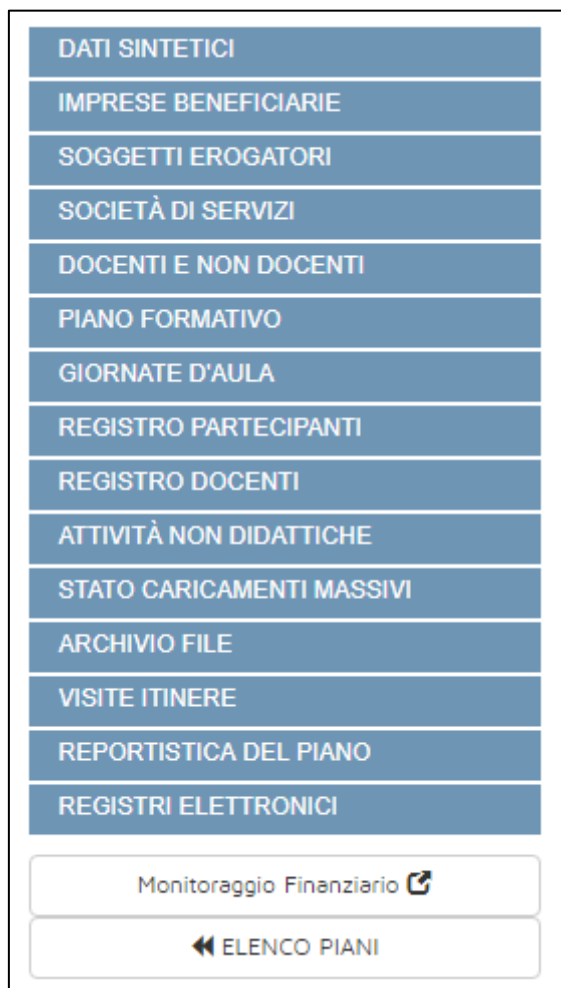 DATI SINTETICI
IMPRESE BENEFICIARIE
SOGGETTI EROGATORI
SOCIETÀ DI SERVIZI
DOCENTI E NON DOCENTI
PIANO FORMATIVO
GIORNATE D'AULA
REGISTRO PARTECIPANTI
REGISTRO DOCENTI
ATTIVITÀ NON DIDATTICHE
STATO CARICAMENTI MASSIVI
ARCHIVIO FILE
VISITE ITINERE
REPORTISTICA DEL PIANO
REGISTRI ELETTRONICI
Monitoraggio Finanziario
ELENCO PIANI